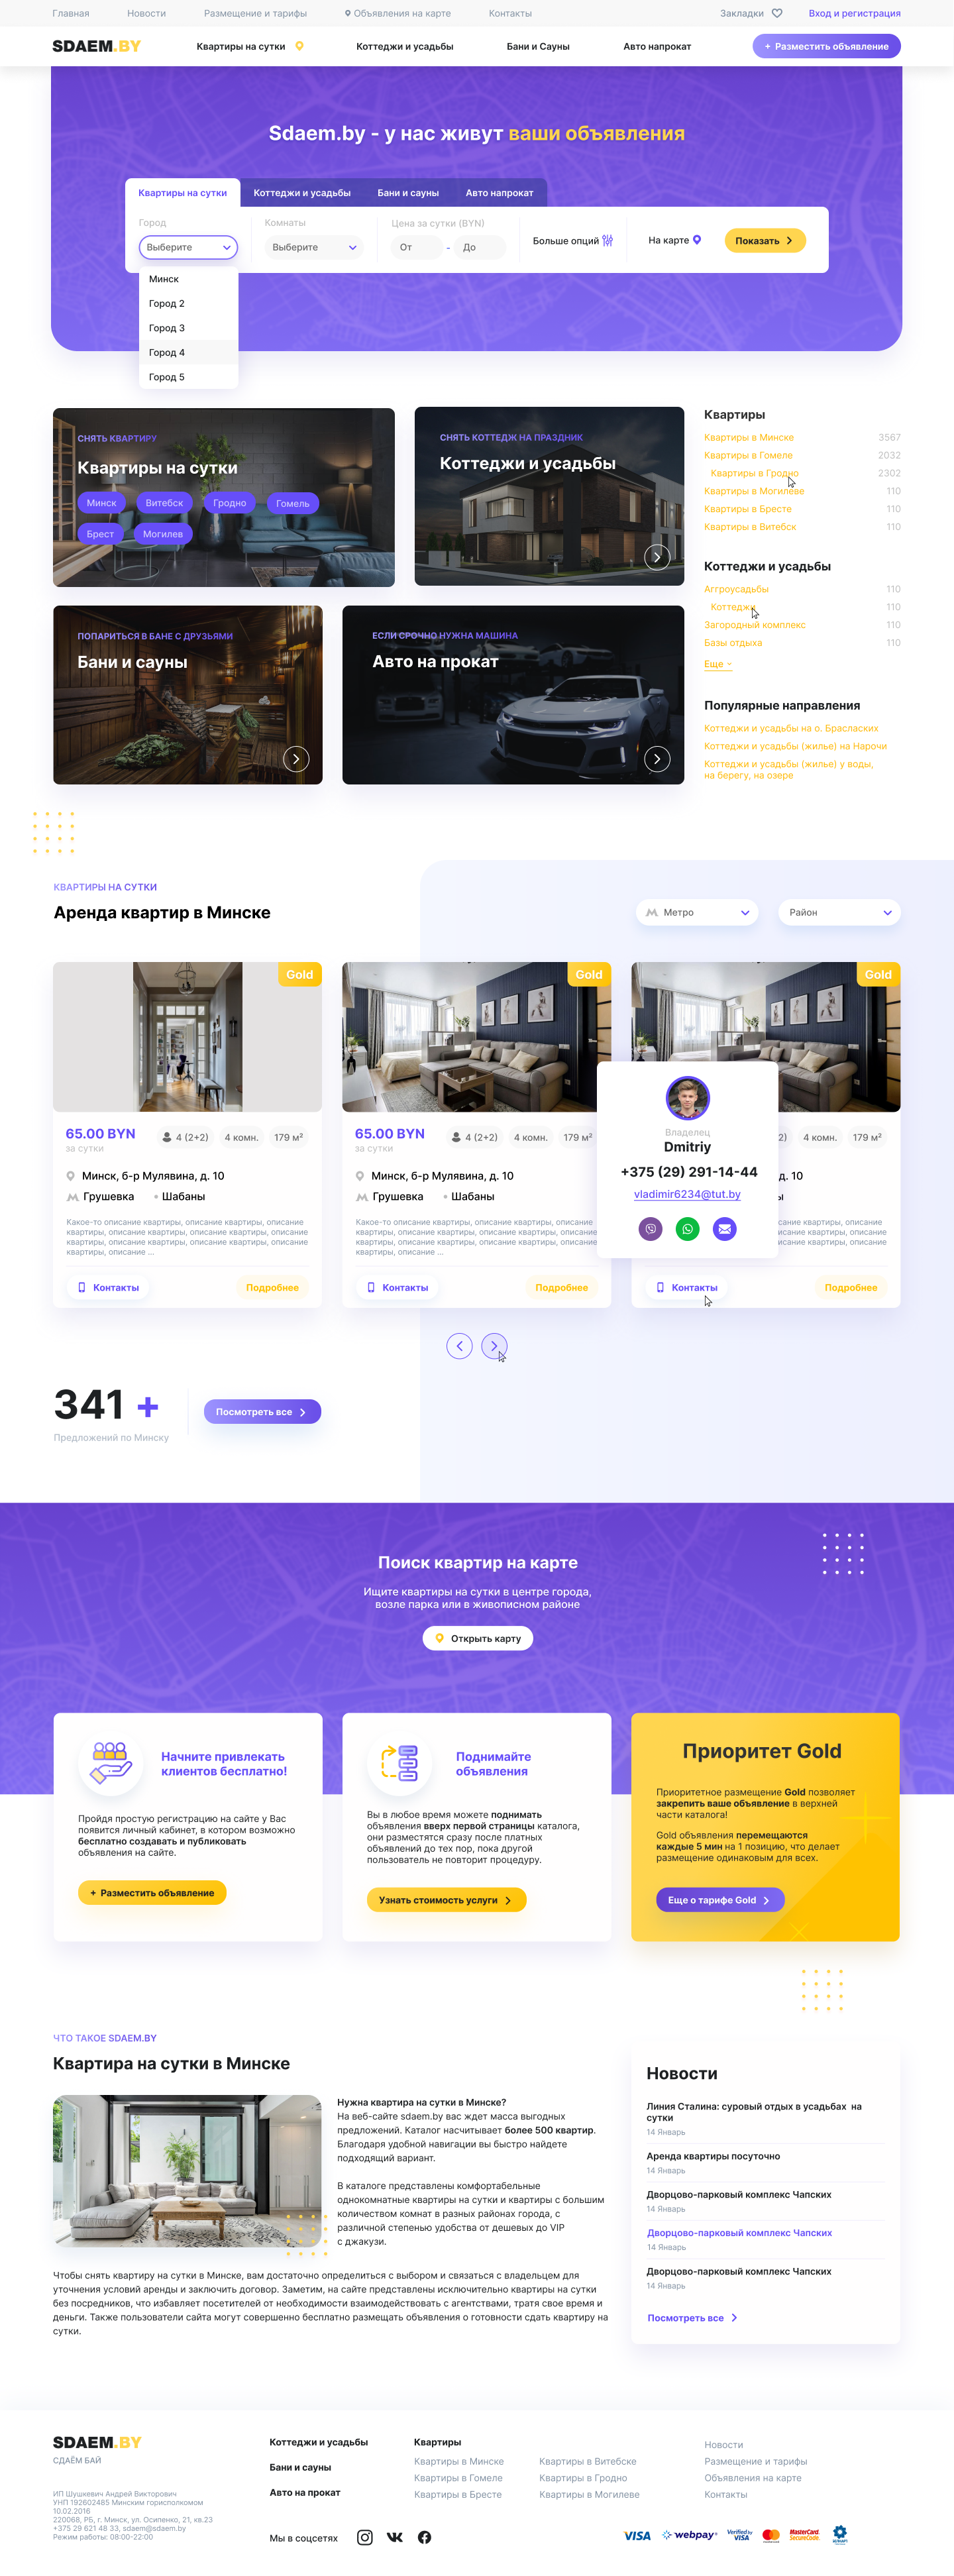 Главная Новости Размещение и тарифы Объявления на карте Контакты Закладки Вход и регистрация
SDAEM.BY Квартиры на сутки Коттеджи и усадьбы Бани и Сауны Авто напрокат + Разместить объявление
Sdaem.by - у нас живут ваши объявления
Квартиры на сутки Коттеджи и усадьбы Бани и сауны Авто напрокат
Город Комнаты Цена за сутки (BYN)
Выберите Выберите От - До Больше опций На карте Показать
Минск
Город 2
Город 3
Город 4
Город 5
СНЯТЬ КВАРТИРУ
Квартиры на сутки
Минск Витебск Гродно Гомель
Брест Могилев
СНЯТЬ КОТТЕДЖ НА ПРАЗДНИК
Коттеджи и усадьбы
ПОПАРИТЬСЯ В БАНЕ С ДРУЗЬЯМИ
Бани и сауны
ЕСЛИ СРОЧНО НУЖНА МАШИНА
Авто на прокат
Квартиры
Квартиры в Минске 3567
Квартиры в Гомеле 2032
Квартиры в Гродно 2302
Квартиры в Могилеве 110
Квартиры в Бресте 110
Квартиры в Витебск 110
Коттеджи и усадьбы
Аггроусадьбы 110
Коттеджи 110
Загородный комплекс 110
Базы отдыха 110
Еще
Популярные направления
Коттеджи и усадьбы на о. Брасласких
Коттеджи и усадьбы (жилье) на Нарочи
Коттеджи и усадьбы (жилье) у воды,
на берегу, на озере
КВАРТИРЫ НА СУТКИ
Аренда квартир в Минске
Метро Район
Gold
65.00 BYN 4 (2+2) 4 комн. 179 м²
за сутки
Минск, б-р Мулявина, д. 10
Грушевка Шабаны
Какое-то описание квартиры, описание квартиры, описание
квартиры, описание квартиры, описание квартиры, описание
квартиры, описание квартиры, описание квартиры, описание
квартиры, описание ...
Контакты Подробнее
Gold
65.00 BYN 4 (2+2) 4 комн. 179 м²
за сутки
Минск, б-р Мулявина, д. 10
Грушевка Шабаны
Какое-то описание квартиры, описание квартиры, описание
квартиры, описание квартиры, описание квартиры, описание
квартиры, описание квартиры, описание квартиры, описание
квартиры, описание ...
Контакты Подробнее
Gold
4 комн. 179 м²
10
описание квартиры, описание
описание квартиры, описание
описание квартиры, описание
Контакты Подробнее
Владелец
Dmitriy
+375 (29) 291-14-44
vladimir6234@tut.by
341 +
Предложений по Минску
Посмотреть все
Поиск квартир на карте
Ищите квартиры на сутки в центре города,
возле парка или в живописном районе
Открыть карту
Начните привлекать
клиентов бесплатно!
Пройдя простую регистрацию на сайте у Вас
появится личный кабинет, в котором возможно
бесплатно создавать и публиковать
объявления на сайте.
+ Разместить объявление
Поднимайте
объявления
Вы в любое время можете поднимать
объявления вверх первой страницы каталога,
они разместятся сразу после платных
объявлений до тех пор, пока другой
пользователь не повторит процедуру.
Узнать стоимость услуги
Приоритет Gold
Приоритетное размещение Gold позволяет
закрепить ваше объявление в верхней
части каталога!
Gold объявления перемещаются
каждые 5 мин на 1 позицию, что делает
размещение одинаковым для всех.
Еще о тарифе Gold
ЧТО ТАКОЕ SDAEM.BY
Квартира на сутки в Минске
Нужна квартира на сутки в Минске?
На веб-сайте sdaem.by вас ждет масса выгодных
предложений. Каталог насчитывает более 500 квартир.
Благодаря удобной навигации вы быстро найдете
подходящий вариант.
В каталоге представлены комфортабельные
однокомнатные квартиры на сутки и квартиры с большим
количеством комнат в разных районах города, с
различной степенью удобства от дешевых до VIP
с джакузи.
Чтобы снять квартиру на сутки в Минске, вам достаточно определиться с выбором и связаться с владельцем для
уточнения условий аренды и заключить договор. Заметим, на сайте представлены исключительно квартиры на сутки
без посредников, что избавляет посетителей от необходимости взаимодействовать с агентствами, тратя свое время и
деньги. Также пользователи сайта могут совершенно бесплатно размещать объявления о готовности сдать квартиру на
сутки.
Новости
Линия Сталина: суровый отдых в усадьбах на
сутки
14 Январь
Аренда квартиры посуточно
14 Январь
Дворцово-парковый комплекс Чапских
14 Январь
Дворцово-парковый комплекс Чапских
14 Январь
Дворцово-парковый комплекс Чапских
14 Январь
Посмотреть все
SDAEM.BY
СДАЁМ БАЙ
ИП Шушкевич Андрей Викторович
УНП 192602485 Минским горисполкомом
10.02.2016
220068, РБ, г. Минск, ул. Осипенко, 21, кв.23
+375 29 621 48 33, sdaem@sdaem.by
Режим работы: 08:00-22:00
Коттеджи и усадьбы
Бани и сауны
Авто на прокат
Квартиры
Квартиры в Минске Квартиры в Витебске
Квартиры в Гомеле Квартиры в Гродно
Квартиры в Бресте Квартиры в Могилеве
Новости
Размещение и тарифы
Объявления на карте
Контакты
Мы в соцсетях
VISA webpay Verified by VISA MasterCard MasterCard. SecureCode.